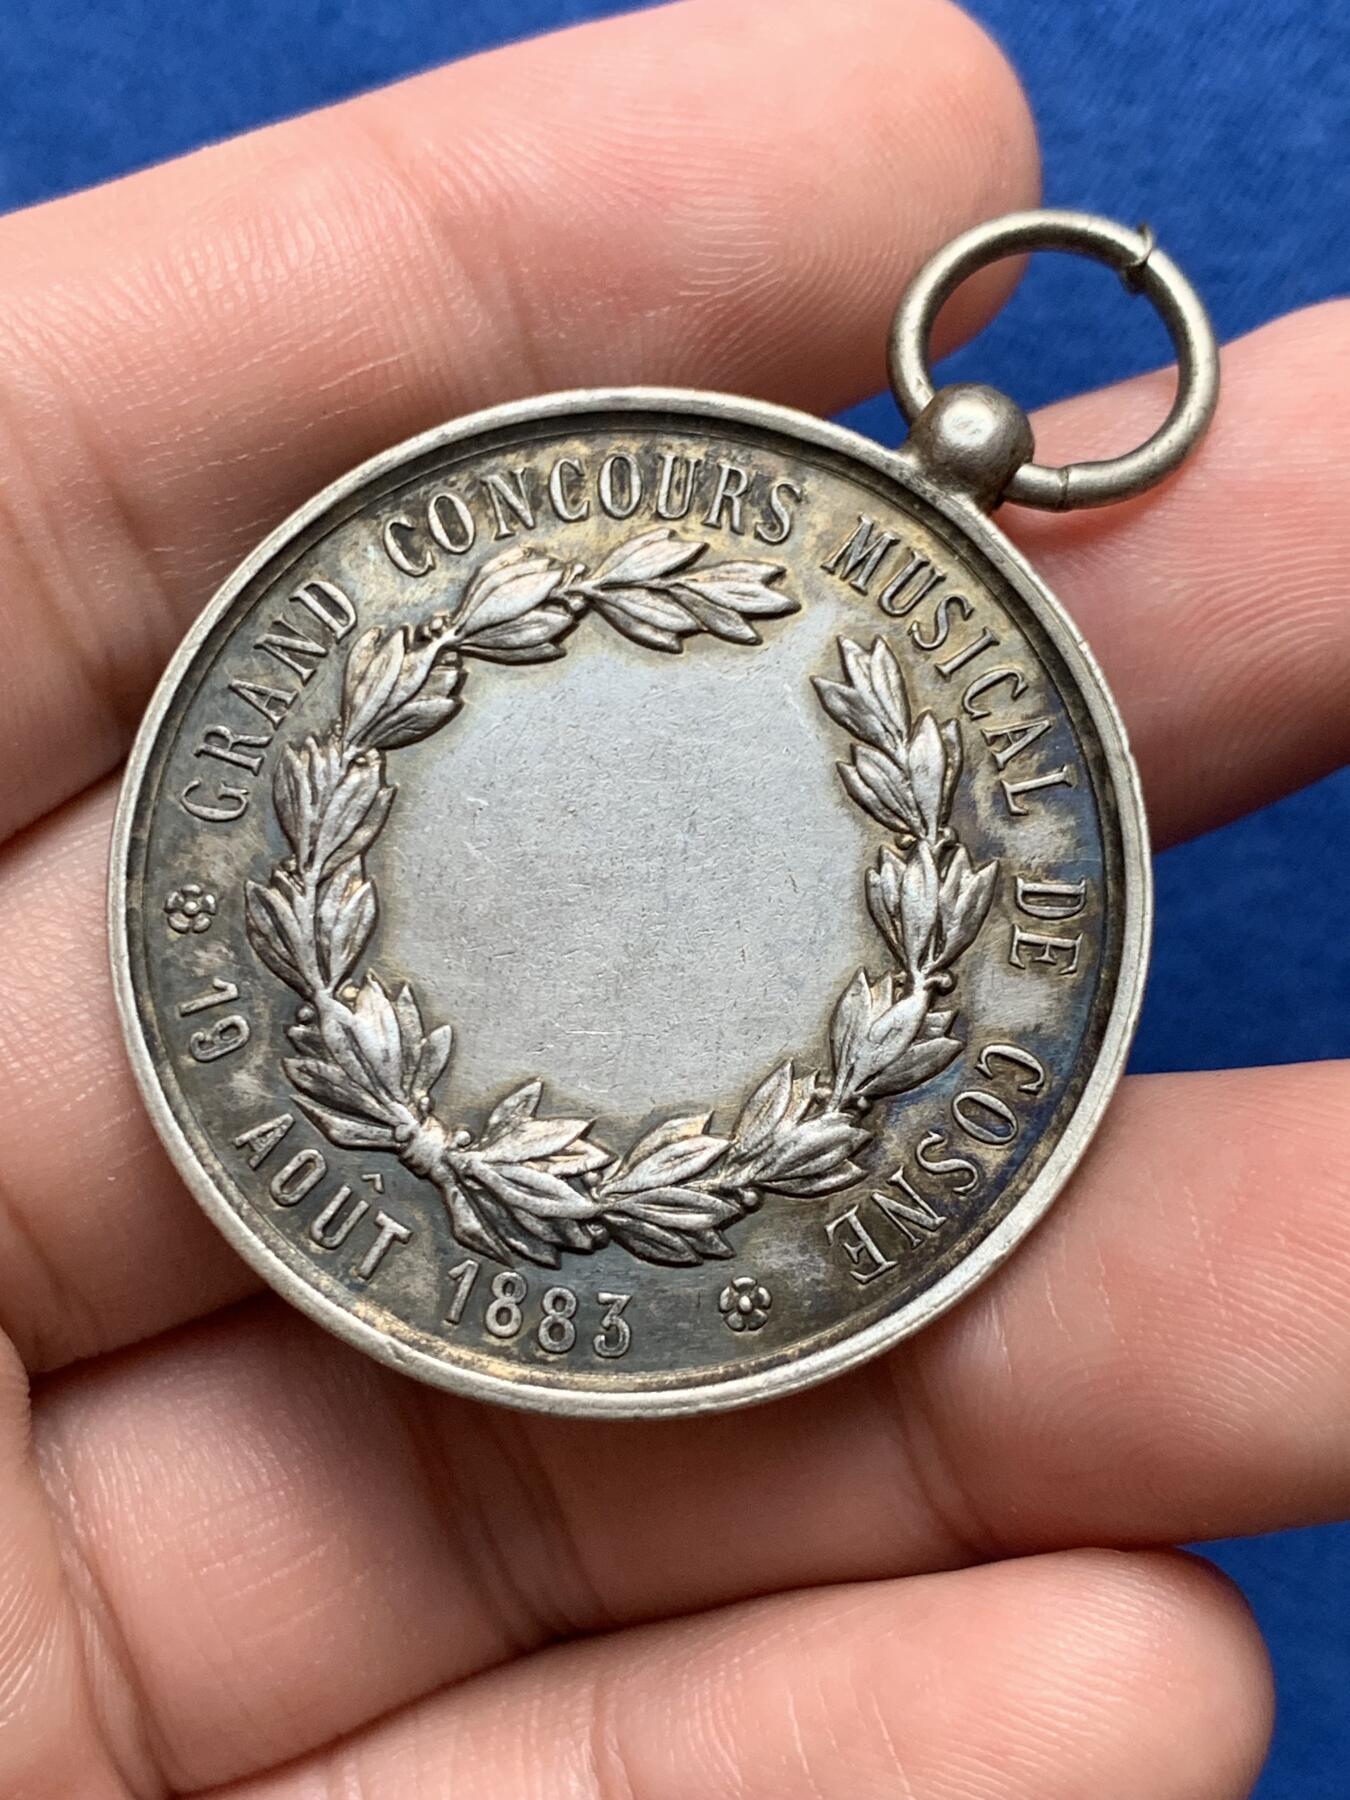 GRAND CONCOURS MUSICAL DE COSNE
19 AOÛT 1883